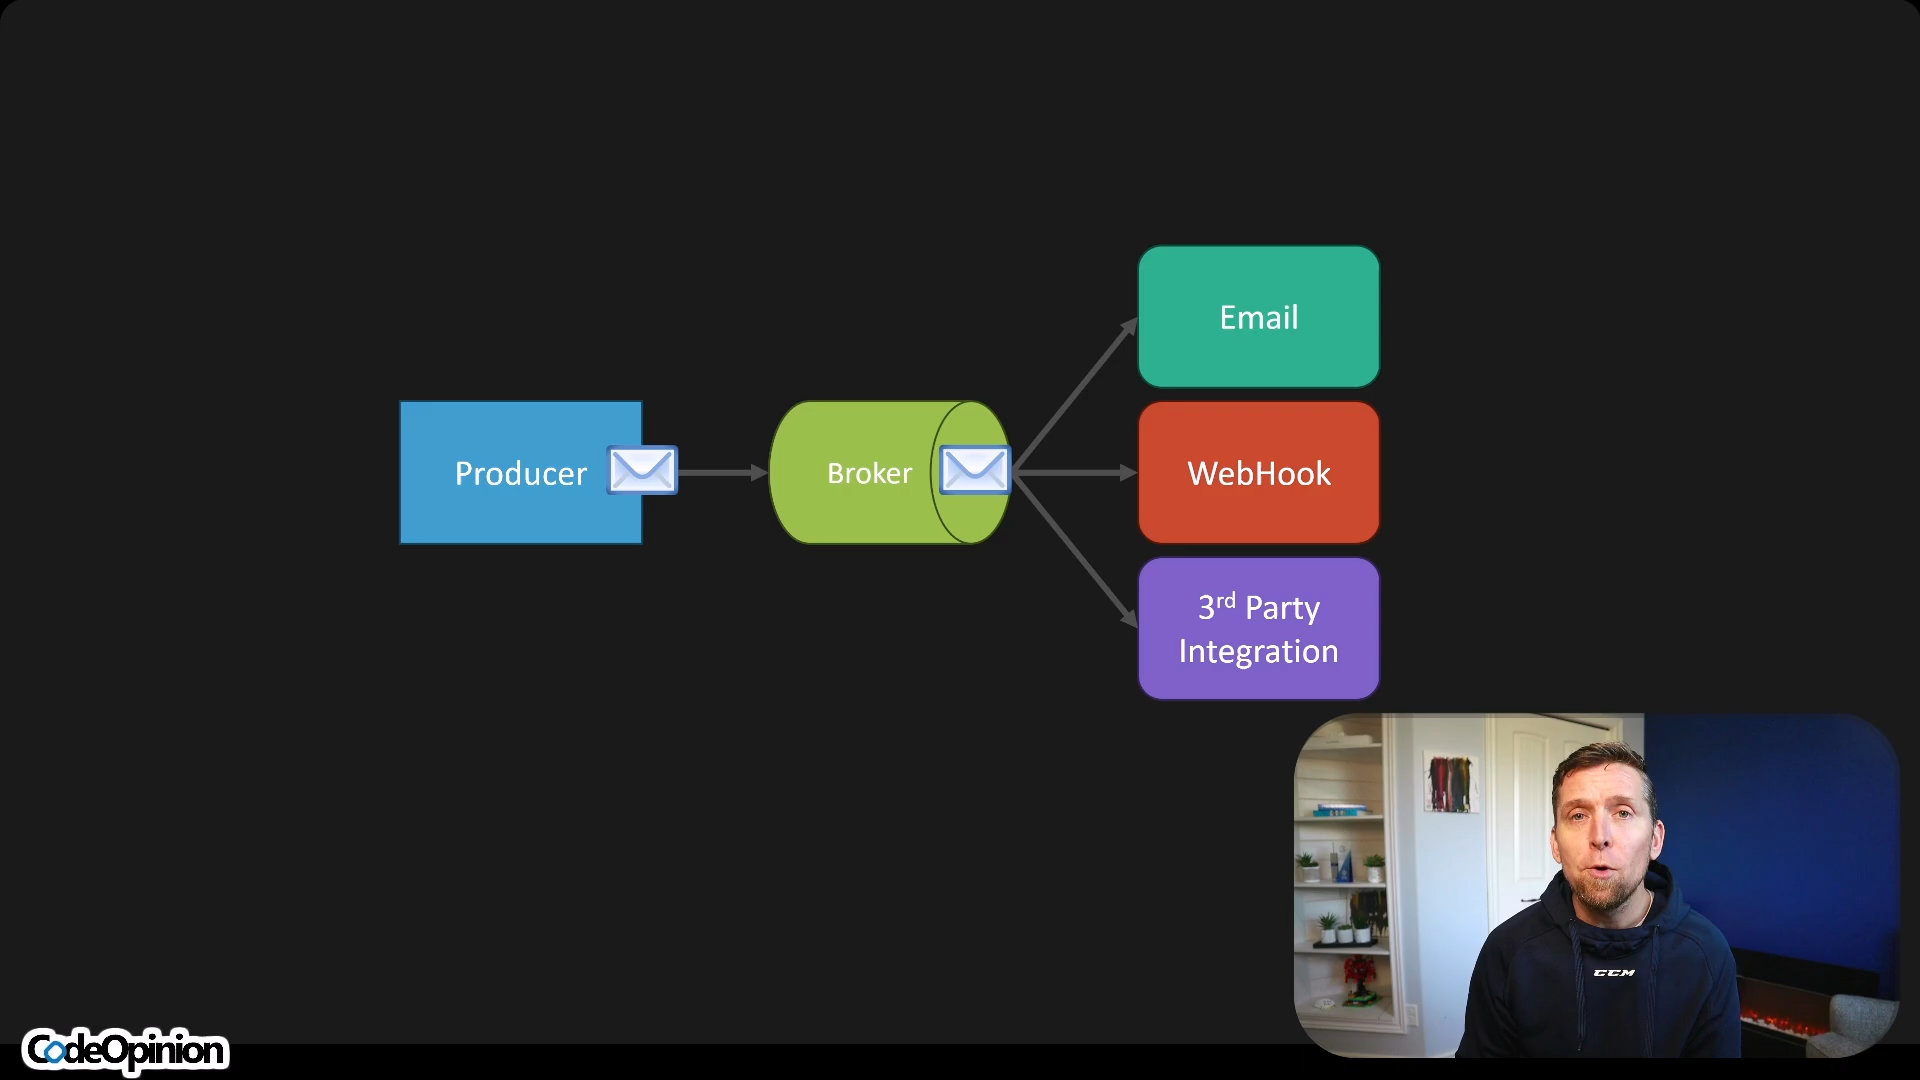 Email
Producer
Broker
WebHook
3rd Party
Integration
CCM
CodeOpinion